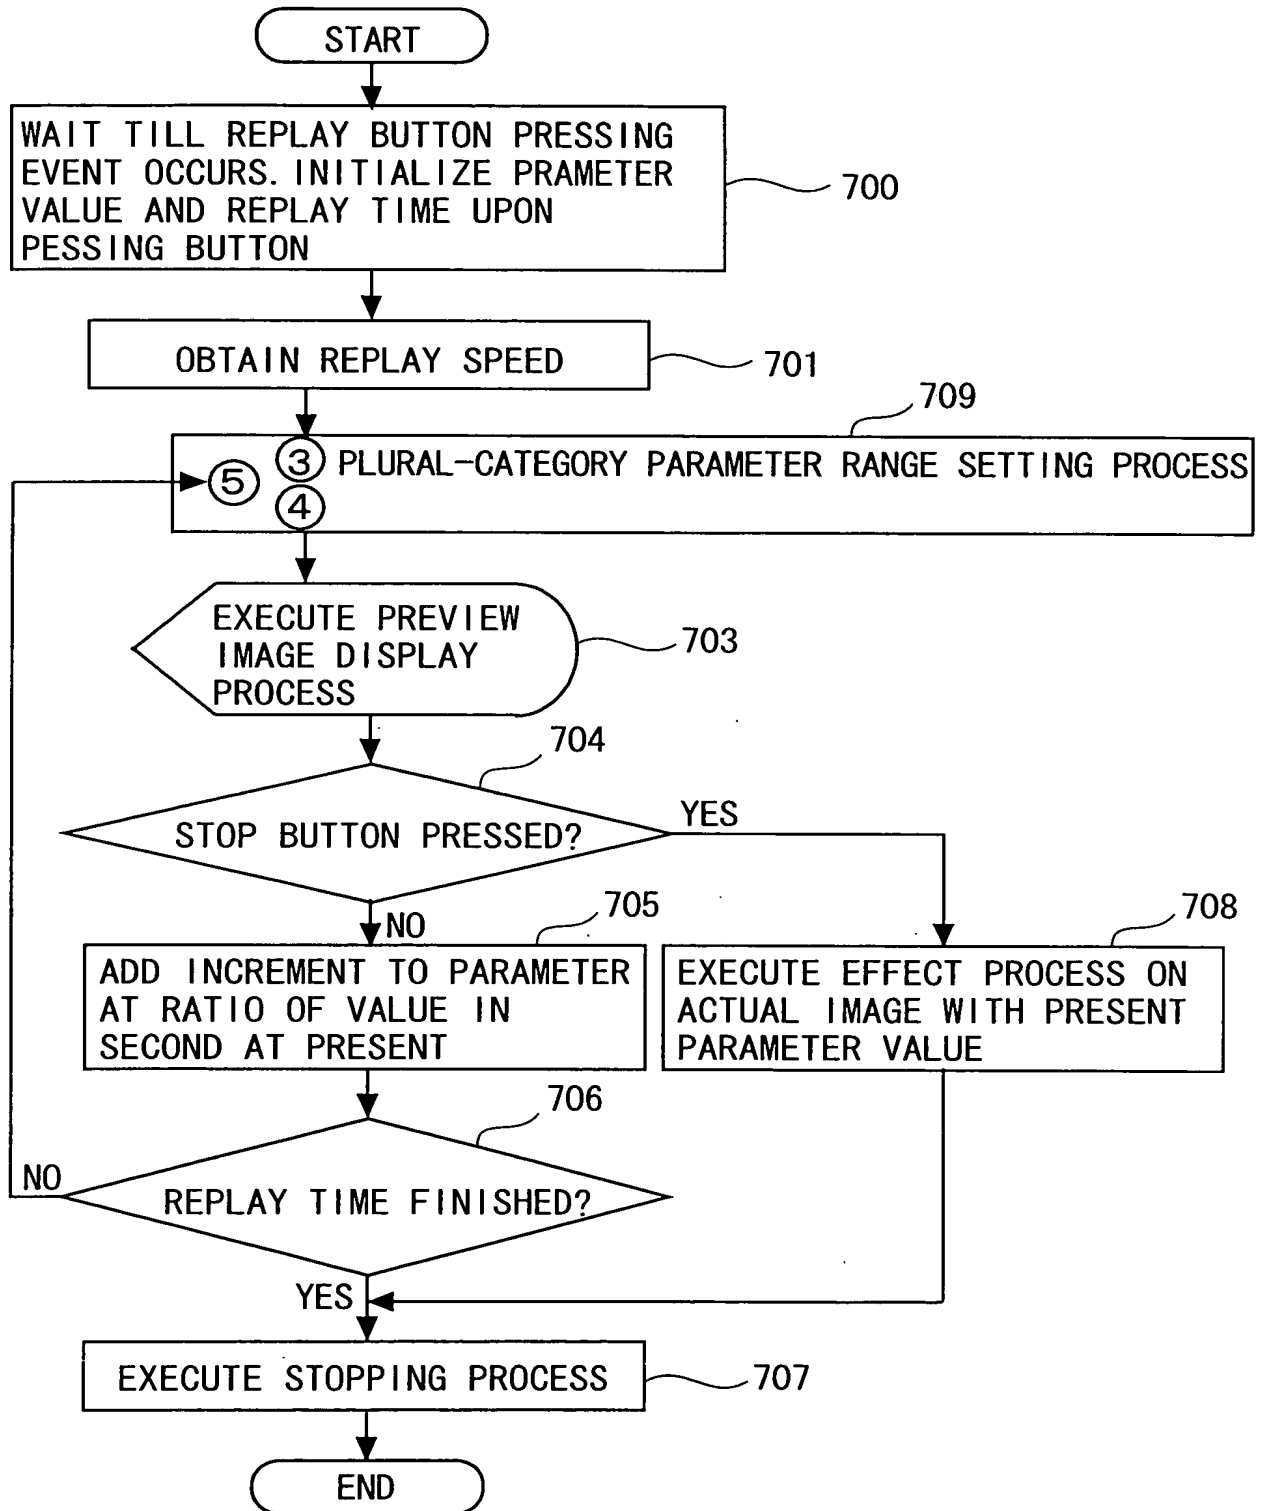 START
WAIT TILL REPLAY BUTTON PRESSING
EVENT OCCURS. INITIALIZE PRAMETER
VALUE AND REPLAY TIME UPON
PESSING BUTTON
700
OBTAIN REPLAY SPEED
701
709
③ PLURAL-CATEGORY PARAMETER RANGE SETTING PROCESS
⑤
④
EXECUTE PREVIEW
IMAGE DISPLAY
PROCESS
703
704
STOP BUTTON PRESSED?
YES
NO
705
708
ADD INCREMENT TO PARAMETER
AT RATIO OF VALUE IN
SECOND AT PRESENT
EXECUTE EFFECT PROCESS ON
ACTUAL IMAGE WITH PRESENT
PARAMETER VALUE
706
NO
REPLAY TIME FINISHED?
YES
EXECUTE STOPPING PROCESS
707
END